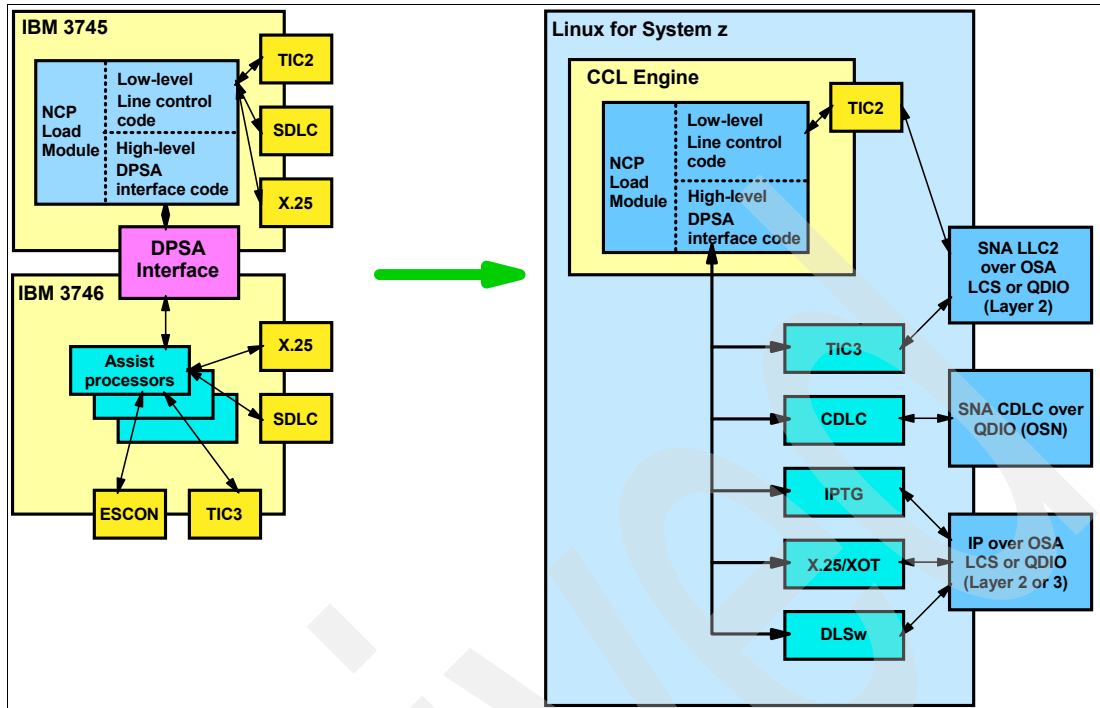 IBM 3745
NCP
Load
Module
Low-level
Line control
code
High-level
DPSA
interface code
TIC2
SDLC
X.25
DPSA
Interface
IBM 3746
Assist
processors
X.25
SDLC
ESCON
TIC3
Linux for System z
CCL Engine
NCP
Load
Module
Low-level
Line control
code
High-level
DPSA
interface code
TIC2
TIC3
CDLC
IPTG
X.25/XOT
DLSw
SNA LLC2
over OSA
LCS or QDIO
(Layer 2)
SNA CDLC over
QDIO (OSN)
IP over OSA
LCS or QDIO
(Layer 2 or 3)